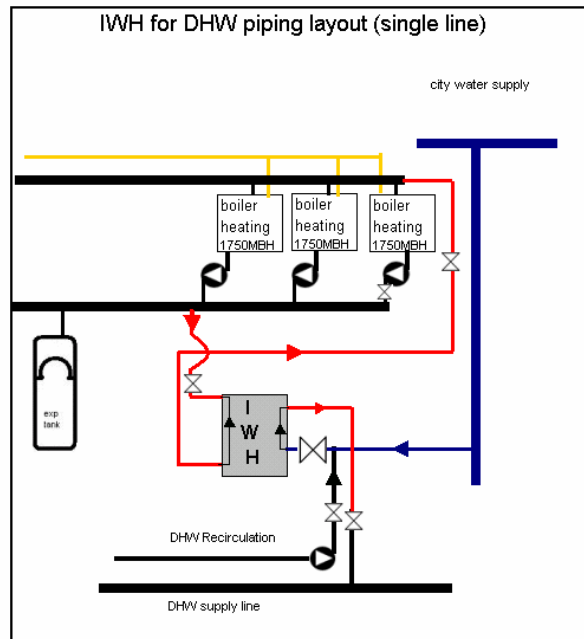 IWH for DHW piping layout (single line)
city water supply
boiler
heating
1750MBH
boiler
heating
1750MBH
boiler
heating
1750MBH
exp
tank
I
W
H
DHW Recirculation
DHW supply line